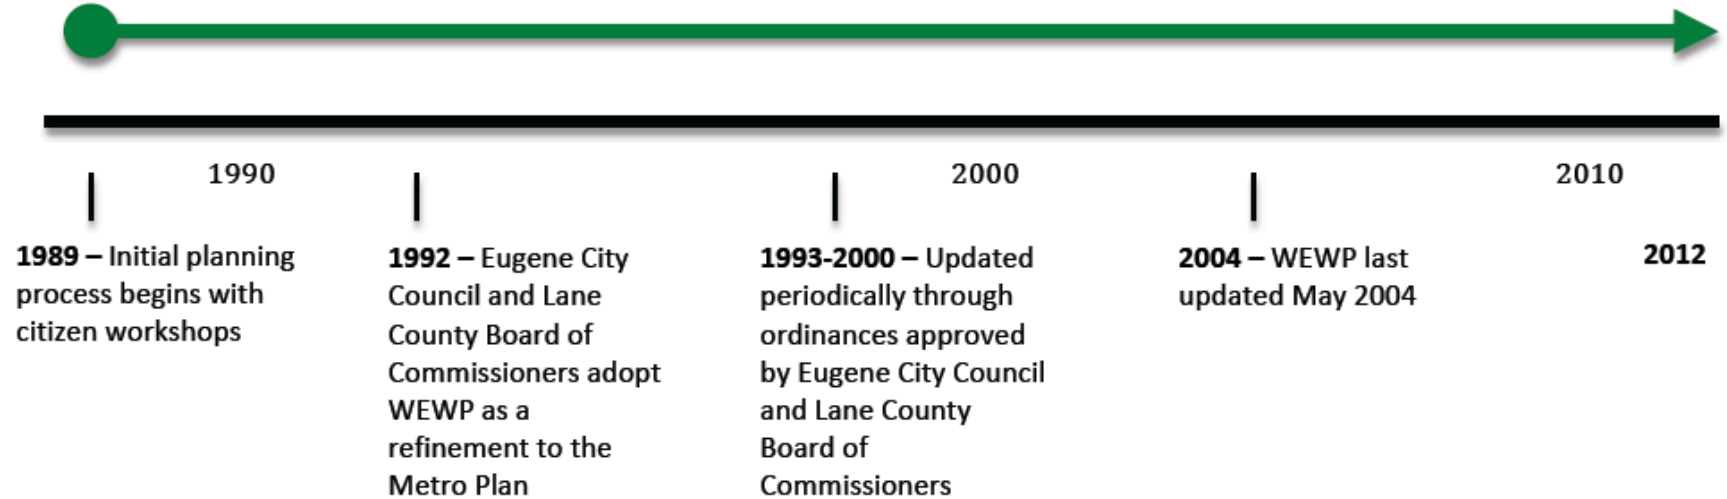 1990
2000
2010
1989 – Initial planning
process begins with
citizen workshops
1992 – Eugene City
Council and Lane
County Board of
Commissioners adopt
WEWP as a
refinement to the
Metro Plan
1993-2000 – Updated
periodically through
ordinances approved
by Eugene City Council
and Lane County
Board of
Commissioners
2004 – WEWP last
updated May 2004
2012